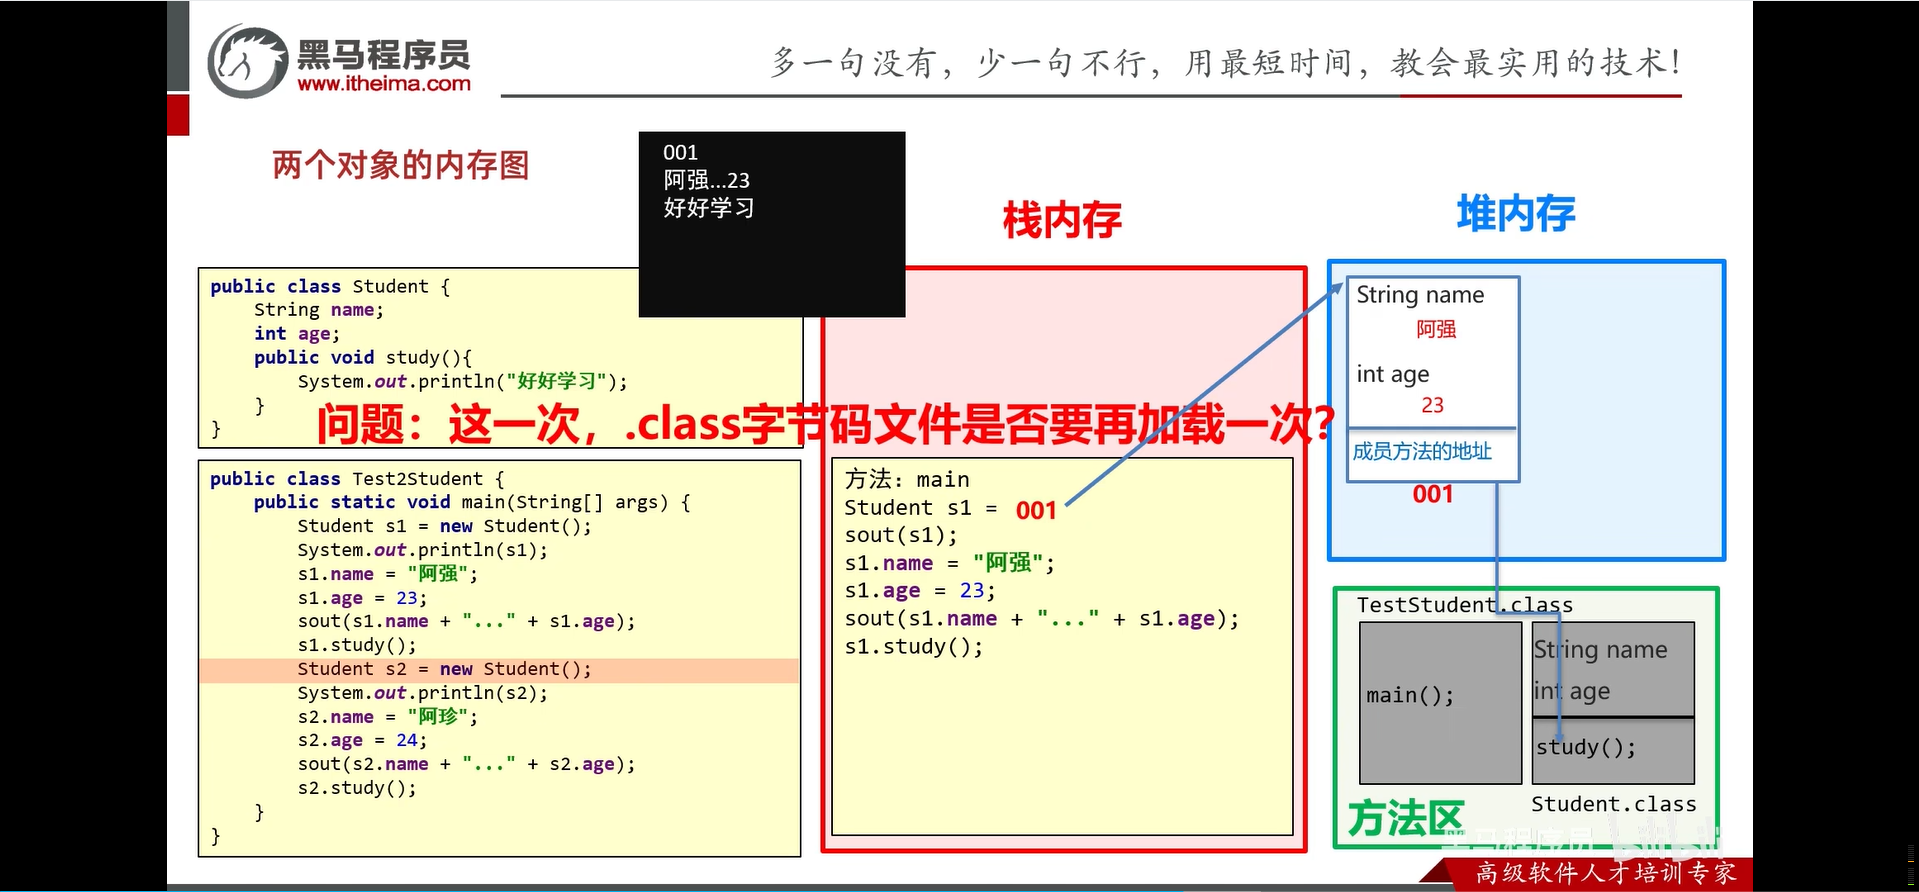 黑马程序员
www.itheima.com
多一句没有，少一句不行，用最短时间，教会最实用的技术！
两个对象的内存图
001
阿强...23
好好学习
栈内存
堆内存
public class Student {
String name;
int age;
public void study(){
System.out.println("好好学习");
}
}
问题：这一次，.class字节码文件是否要再加载一次？
public class Test2Student {
public static void main(String[] args) {
Student s1 = new Student();
System.out.println(s1);
s1.name = "阿强";
s1.age = 23;
sout(s1.name + "..." + s1.age);
s1.study();
Student s2 = new Student();
System.out.println(s2);
s2.name = "阿珍";
s2.age = 24;
sout(s2.name + "..." + s2.age);
s2.study();
}
}
方法：main
Student s1 = 001
sout(s1);
s1.name = "阿强";
s1.age = 23;
sout(s1.name + "..." + s1.age);
s1.study();
String name
阿强
int age
23
成员方法的地址
001
TestStudent.class
main();
String name
int age
study();
Student.class
方法区
黑马程序员
bilibili
高级软件人才培训专家